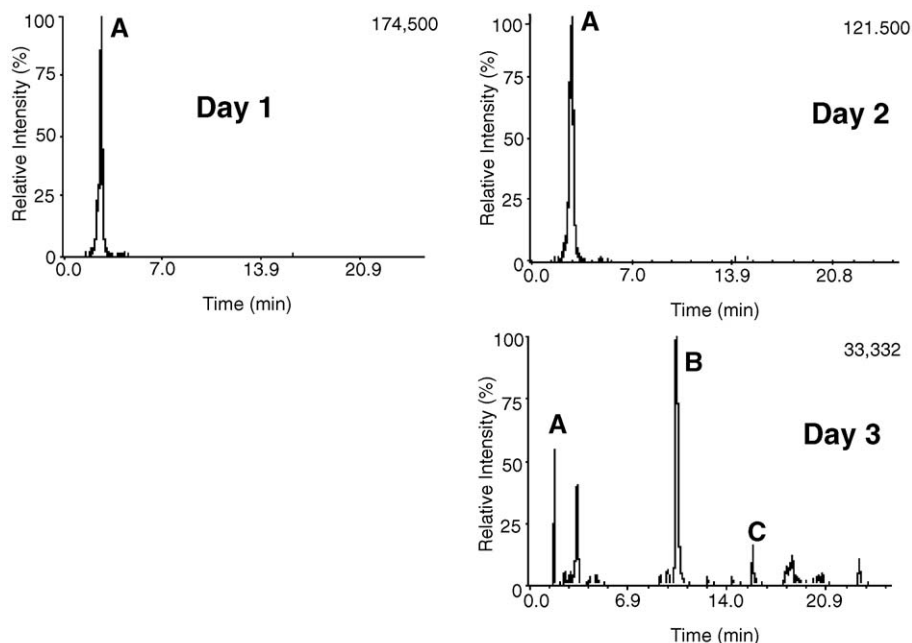 100
A
174,500
75
Day 1
50
25
0
Relative Intensity (%)
0.0 7.0 13.9 20.9
Time (min)
100
A
121.500
75
Day 2
50
25
0
Relative Intensity (%)
0.0 7.0 13.9 20.8
Time (min)
100
B
33,332
75
A
Day 3
50
25
C
0
Relative Intensity (%)
0.0 6.9 14.0 20.9
Time (min)